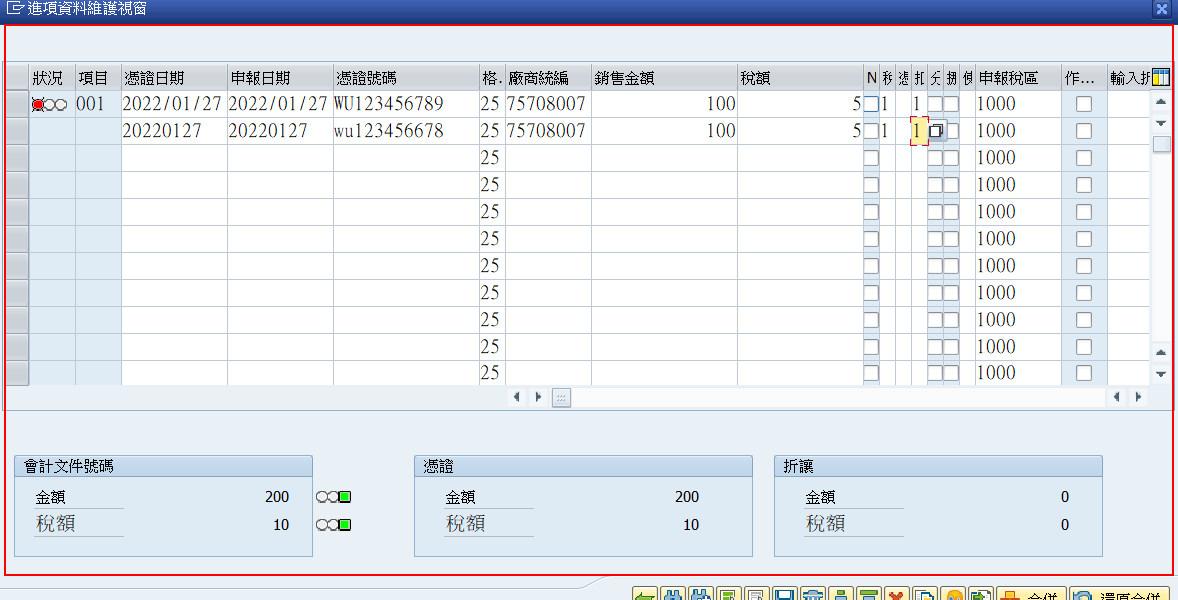 進項資料維護視窗
狀況 項目 憑證日期 申報日期 憑證號碼 格. 廠商統編 銷售金額 稅額 N 稅 憑 扣 分 捆 使 申報稅區 作... 輸入折
001 2022/01/27 2022/01/27 WU123456789 25 75708007 100 5 1 1 1000
20220127 20220127 wu123456678 25 75708007 100 5 1 1 1000
25 1000
25 1000
25 1000
25 1000
25 1000
25 1000
25 1000
25 1000
25 1000
會計文件號碼
金額 200
稅額 10
憑證
金額 200
稅額 10
折讓
金額 0
稅額 0
合併 還原合併